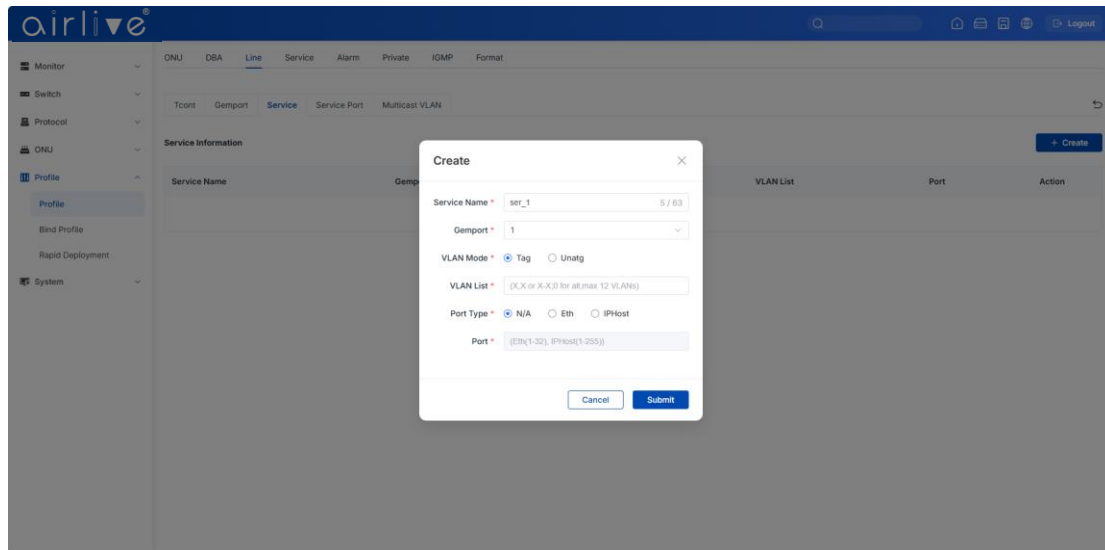 airlive®
Logout
Monitor
Switch
Protocol
ONU
Profile
Profile
Bind Profile
Rapid Deployment
System
ONU DBA Line Service Alarm Private IGMP Format
Tcont Gemport Service Service Port Multicast VLAN
Service Information
+ Create
Service Name Gemp VLAN List Port Action
Create
Service Name * ser_1 5 / 63
Gemport * 1
VLAN Mode * Tag Unatg
VLAN List * (X,X or X-X;0 for all;max 12 VLANs)
Port Type * N/A Eth IPHost
Port * (Eth(1-32), IPHost(1-255))
Cancel Submit